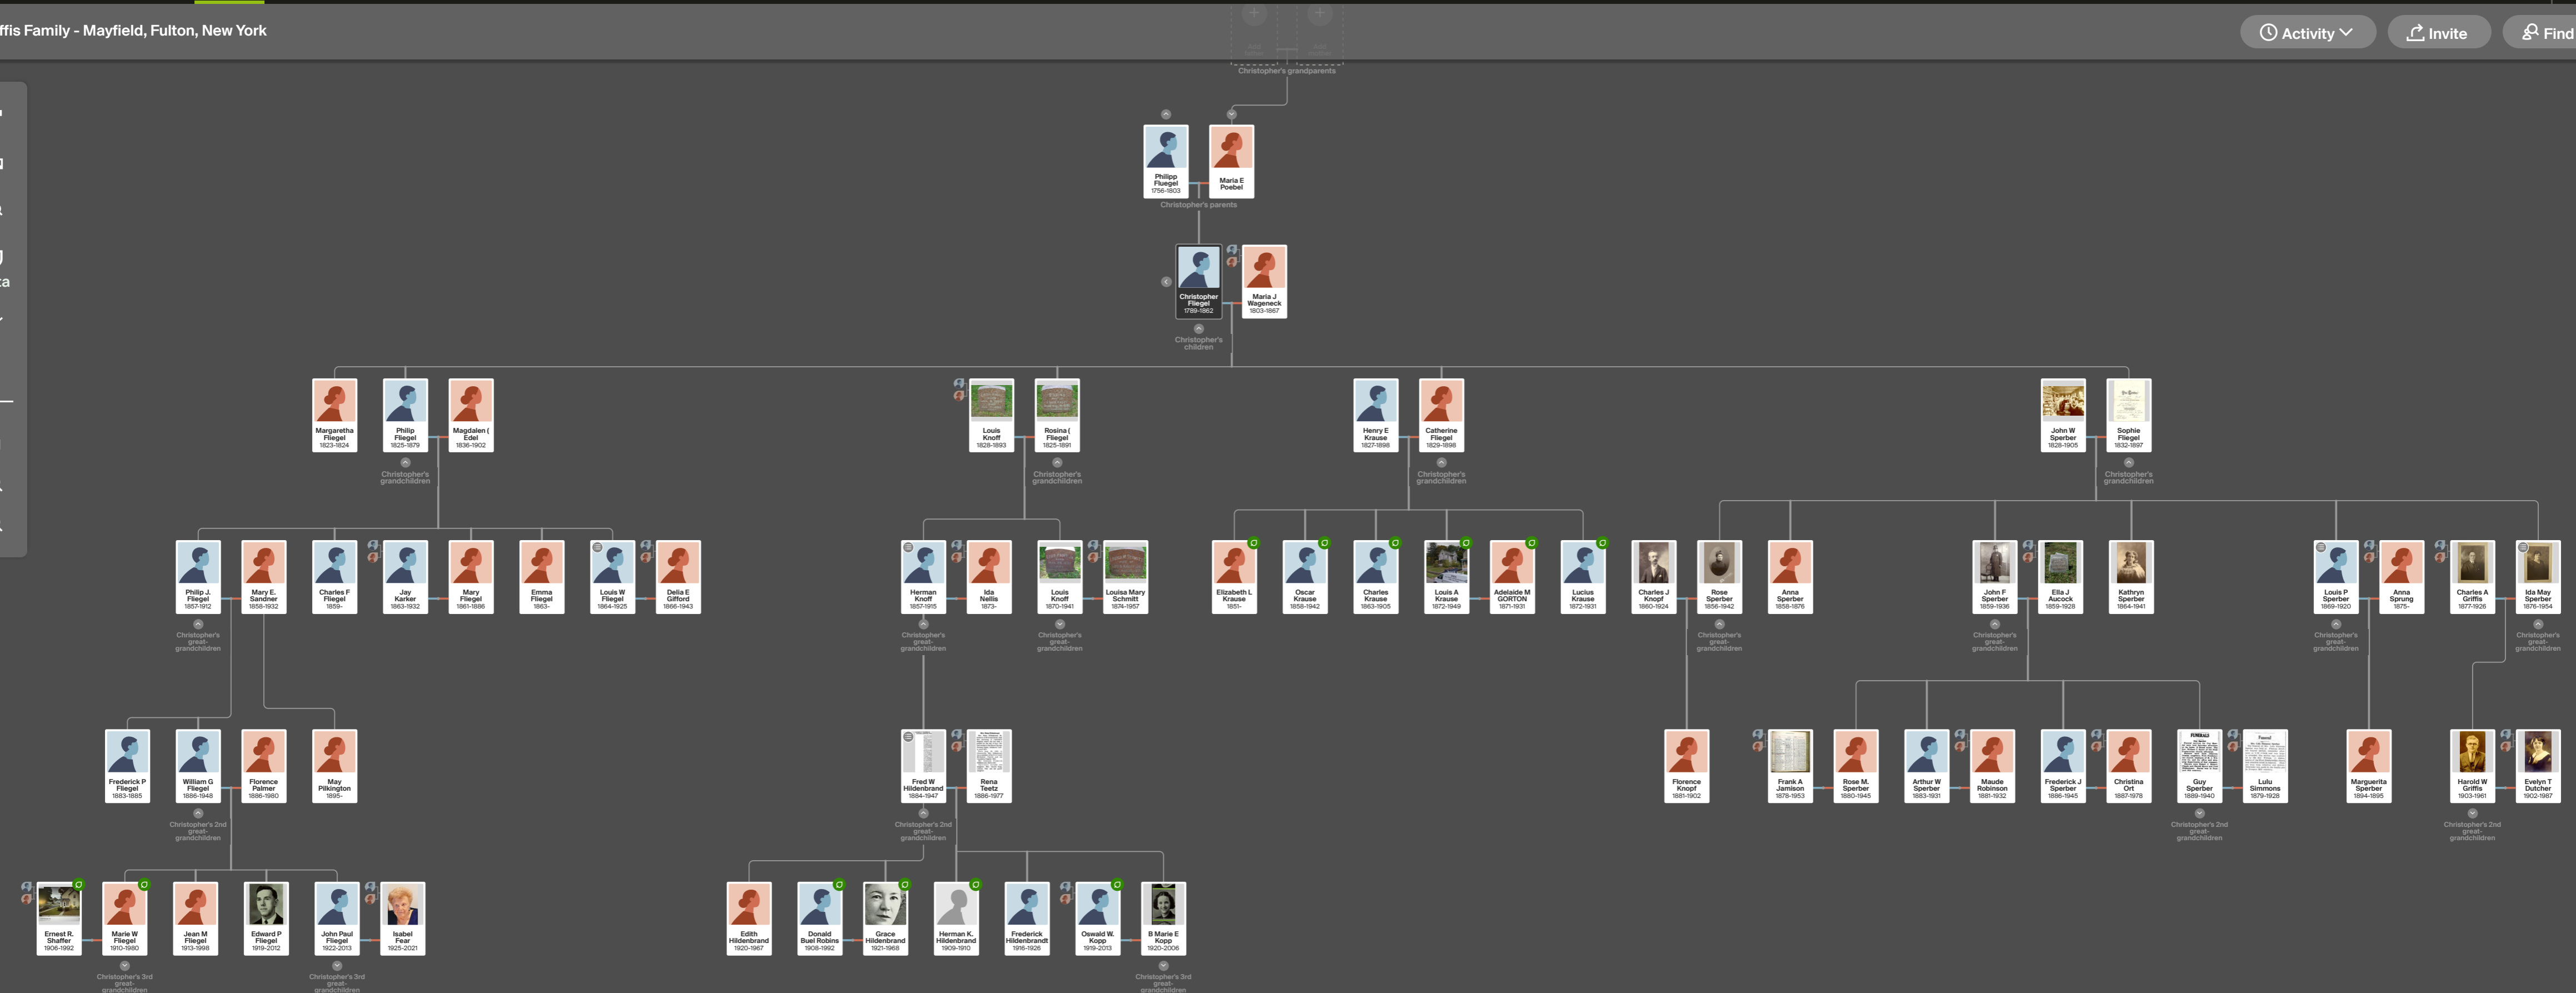 ffis Family - Mayfield, Fulton, New York
Activity
Invite
Find
Christopher's grandparents
Philipp
Fluegel
1756-1803
Maria E
Poebel
Christopher's parents
Christopher
Fliegel
1789-1862
Maria J
Wageneck
1803-1867
Christopher's
children
Margaretha
Fliegel
1823-1824
Philip
Fliegel
1825-1879
Magdalen (
Edel
1836-1902
Louis
Knoff
1828-1893
Rosina (
Fliegel
1825-1891
Henry E
Krause
1827-1898
Catherine
Fliegel
1829-1898
John W
Sperber
1828-1905
Sophie
Fliegel
1832-1897
Christopher's
grandchildren
Christopher's
grandchildren
Christopher's
grandchildren
Christopher's
grandchildren
Philip J.
Fliegel
1857-1912
Mary E.
Sandner
1858-1932
Charles F
Fliegel
1859-
Jay
Karker
1863-1932
Mary
Fliegel
1861-1886
Emma
Fliegel
1863-
Louis W
Fliegel
1864-1925
Delia E
Gifford
1866-1943
Herman
Knoff
1857-1915
Ida
Nellis
1873-
Louis
Knoff
1870-1941
Louisa Mary
Schmitt
1874-1957
Elizabeth L
Krause
1851-
Oscar
Krause
1858-1942
Charles
Krause
1863-1905
Louis A
Krause
1872-1949
Adelaide M
GORTON
1871-1931
Lucius
Krause
1872-1931
Charles J
Knopf
1860-1924
Rose
Sperber
1856-1942
Anna
Sperber
1858-1876
John F
Sperber
1859-1936
Ella J
Aucock
1859-1928
Kathryn
Sperber
1864-1941
Louis P
Sperber
1869-1920
Anna
Sprung
1875-
Charles A
Griffis
1877-1926
Ida May
Sperber
1876-1954
Christopher's
great-
grandchildren
Christopher's
great-
grandchildren
Christopher's
great-
grandchildren
Christopher's
great-
grandchildren
Christopher's
great-
grandchildren
Christopher's
great-
grandchildren
Christopher's
great-
grandchildren
Frederick P
Fliegel
1883-1885
William G
Fliegel
1886-1948
Florence
Palmer
1886-1980
May
Pilkington
1895-
Fred W
Hildenbrand
1884-1947
Rena
Teetz
1886-1977
Florence
Knopf
1881-1902
Frank A
Jamison
1878-1953
Rose M.
Sperber
1880-1945
Arthur W
Sperber
1883-1931
Maude
Robinson
1881-1932
Frederick J
Sperber
1886-1945
Christina
Ort
1887-1978
FUNERALS
Guy
Sperber
1889-1940
Funeral
Lulu
Simmons
1879-1928
Marguerita
Sperber
1894-1895
Harold W
Griffis
1903-1961
Evelyn T
Dutcher
1902-1987
Christopher's 2nd
great-
grandchildren
Christopher's 2nd
great-
grandchildren
Christopher's 2nd
great-
grandchildren
Christopher's 2nd
great-
grandchildren
Ernest R.
Shaffer
1906-1992
Marie W
Fliegel
1910-1980
Jean M
Fliegel
1913-1998
Edward P
Fliegel
1919-2012
John Paul
Fliegel
1922-2013
Isabel
Fear
1925-2021
Edith
Hildenbrand
1920-1967
Donald
Buel Robins
1908-1992
Grace
Hildenbrand
1921-1968
Herman K.
Hildenbrand
1909-1910
Frederick
Hildenbrandt
1916-1926
Oswald W.
Kopp
1919-2013
B Marie E
Kopp
1920-2006
Christopher's 3rd
great-
grandchildren
Christopher's 3rd
great-
grandchildren
Christopher's 3rd
great-
grandchildren